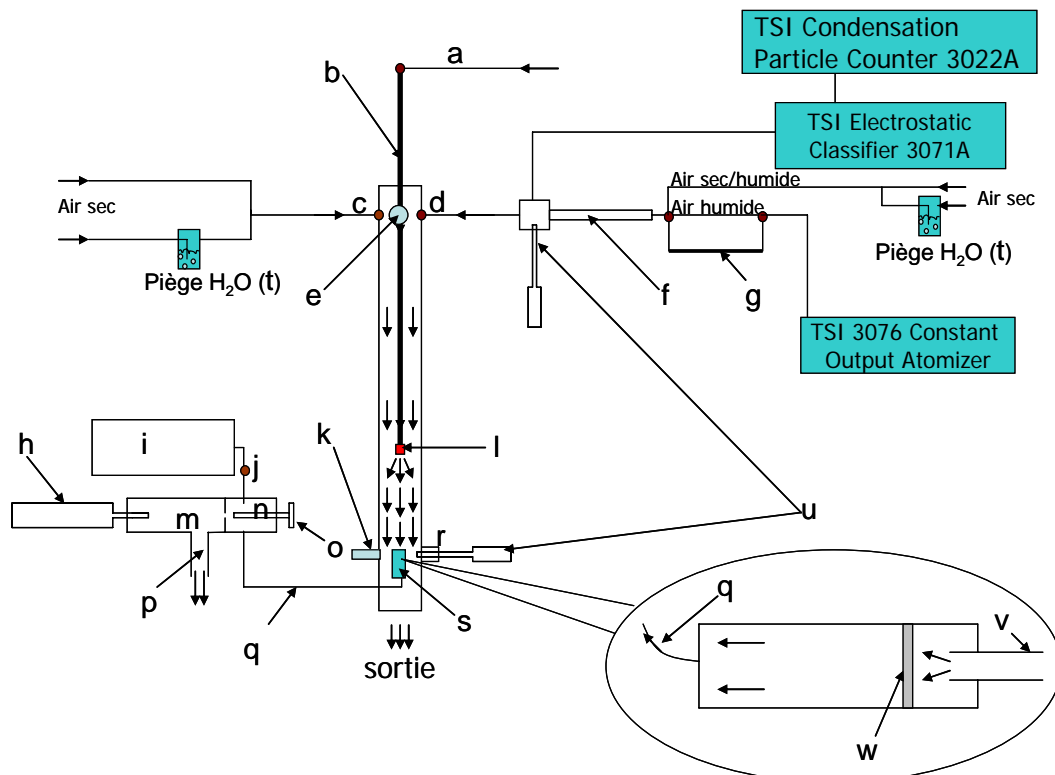 TSI Condensation
Particle Counter 3022A
a
b
TSI Electrostatic
Classifier 3071A
Air sec/humide
Air sec
c
d
Air humide
Air sec
Piège H₂O (t)
Piège H₂O (t)
e
f
g
TSI 3076 Constant
Output Atomizer
k
l
i
h
j
m
n
o
u
r
p
q
s
sortie
q
v
w